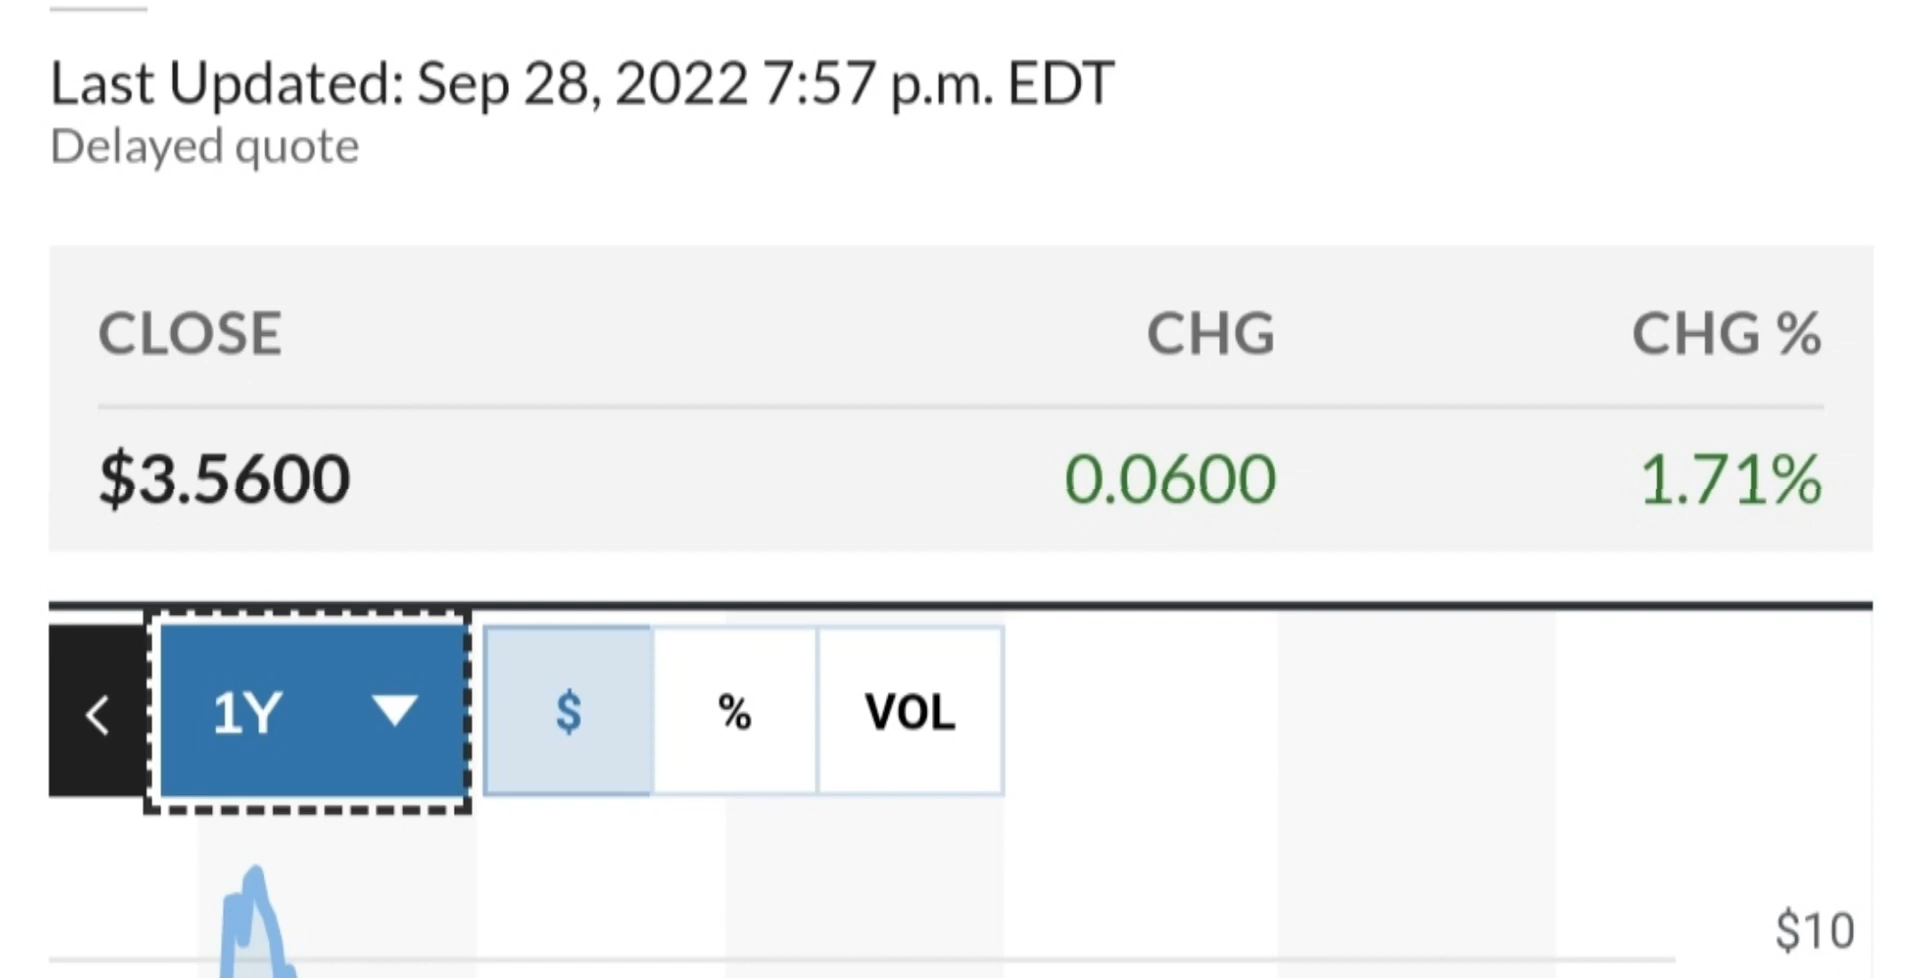 Last Updated: Sep 28, 2022 7:57 p.m. EDT
Delayed quote
CLOSE CHG CHG %
$3.5600 0.0600 1.71%
1Y $ % VOL
$10